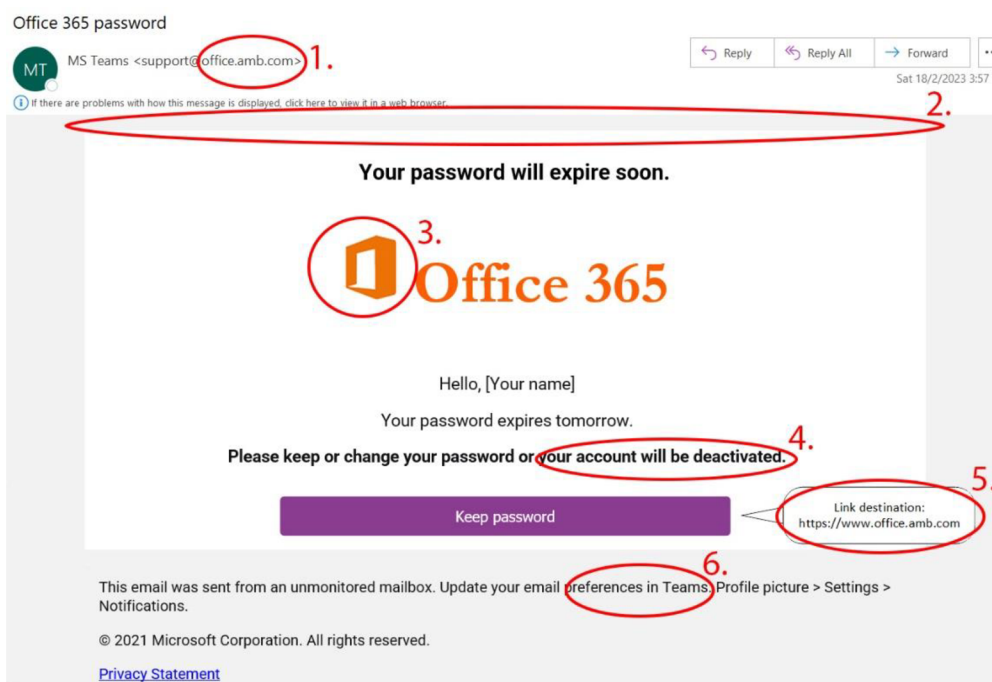 Office 365 password
MT
MS Teams <support@office.amb.com>
1.
Reply
Reply All
Forward
Sat 18/2/2023 3:57
If there are problems with how this message is displayed, click here to view it in a web browser.
2.
Your password will expire soon.
3.
Office 365
Hello, [Your name]
Your password expires tomorrow.
4.
Please keep or change your password or your account will be deactivated.
5.
Keep password
Link destination:
https://www.office.amb.com
6.
This email was sent from an unmonitored mailbox. Update your email preferences in Teams. Profile picture > Settings >
Notifications.
© 2021 Microsoft Corporation. All rights reserved.
Privacy Statement